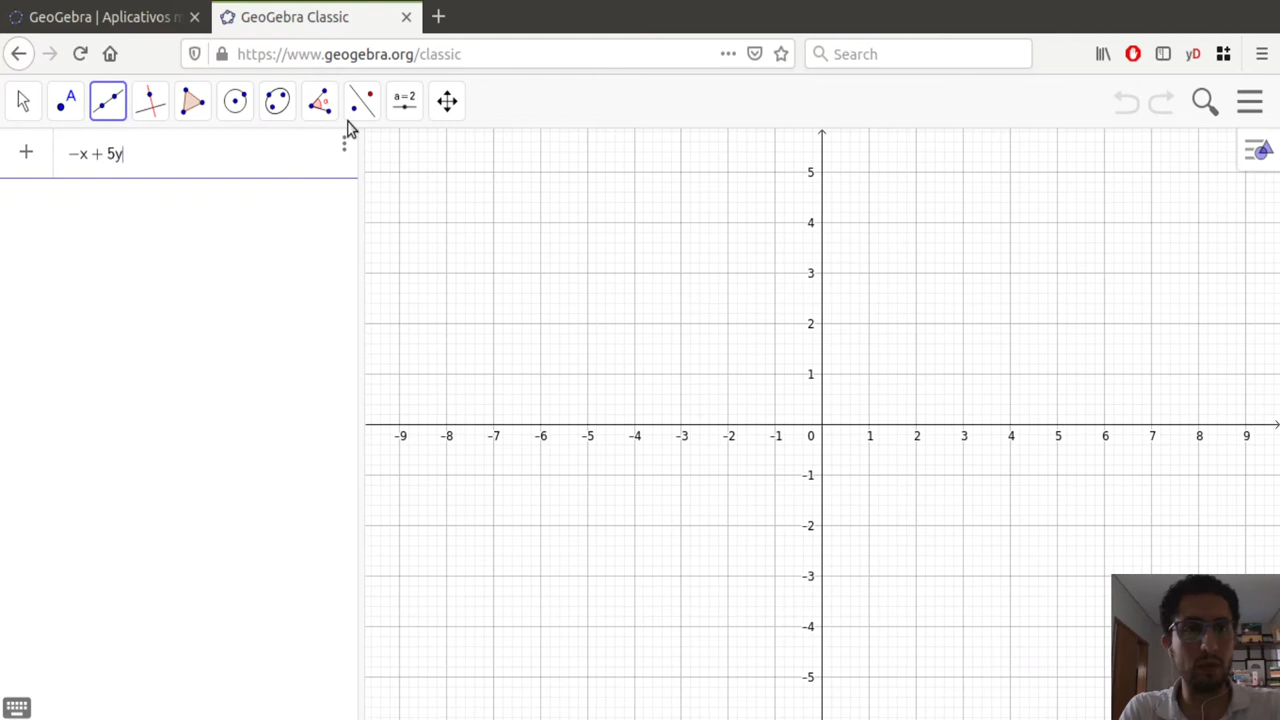 GeoGebra | Aplicativos
GeoGebra Classic
https://www.geogebra.org/classic
Search
yD
A
α
a=2
−x + 5y
5
4
3
2
1
-9 -8 -7 -6 -5 -4 -3 -2 -1 0 1 2 3 4 5 6 7 8 9
-1
-2
-3
-4
-5